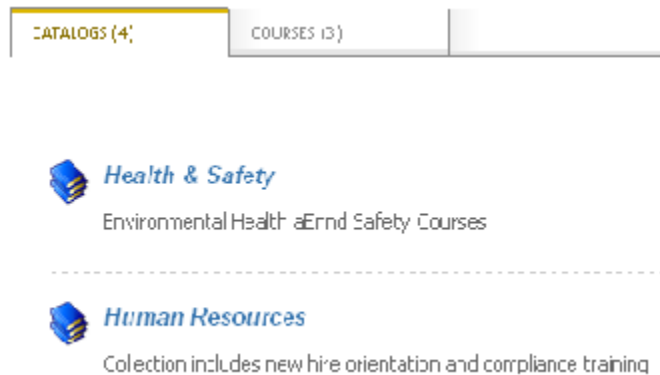 CATALOGS (4)
COURSES (3)
Health & Safety
Environmental Health aErnd Safety Courses
Human Resources
Colection includes new hire orientation and compliance training